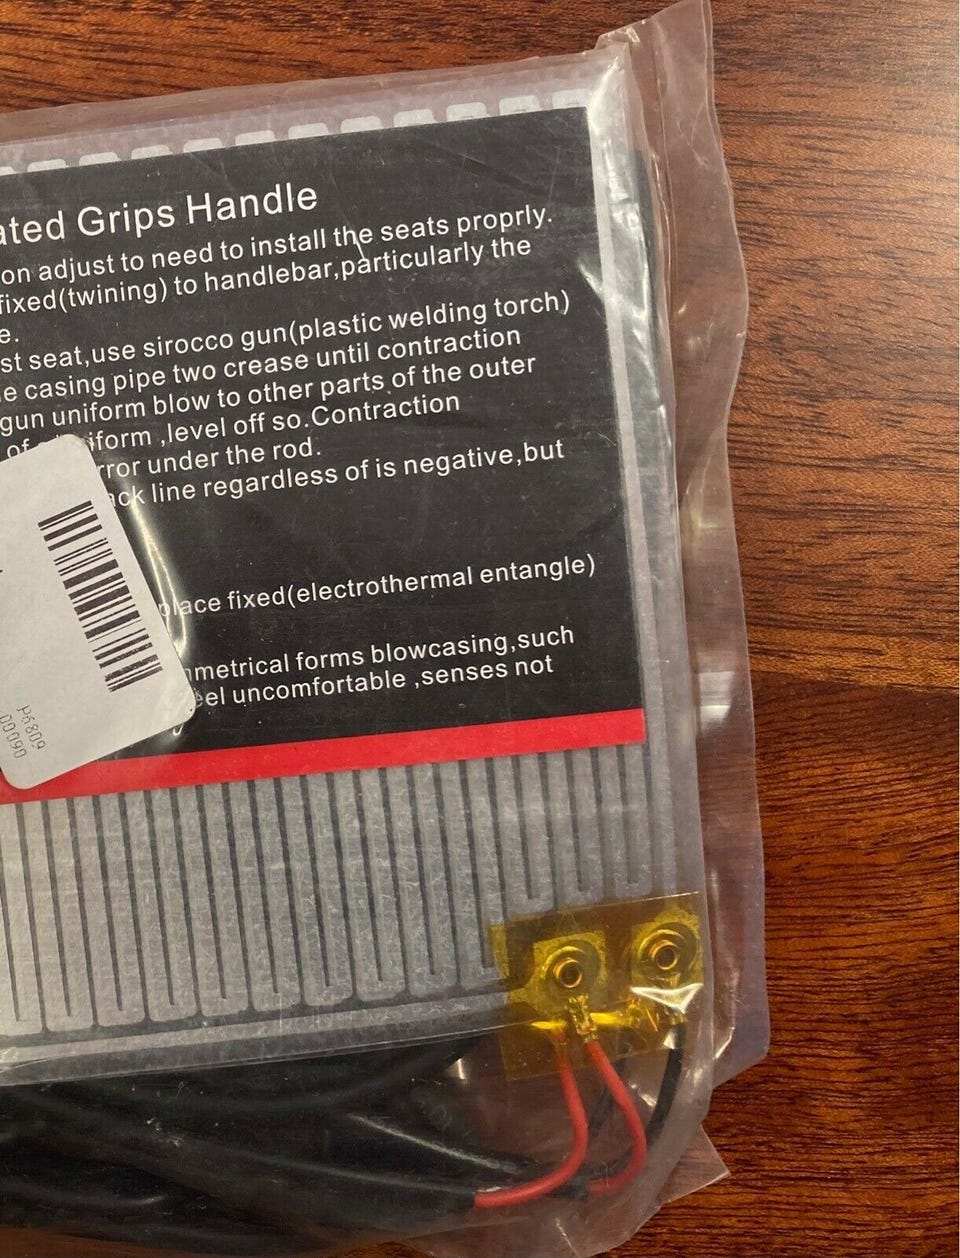 ated Grips Handle
on adjust to need to install the seats proprly.
fixed(twining) to handlebar,particularly the
e.
st seat,use sirocco gun(plastic welding torch)
e casing pipe two crease until contraction
gun uniform blow to other parts of the outer
of iform ,level off so.Contraction
rror under the rod.
ck line regardless of is negative,but
place fixed(electrothermal entangle)
mmetrical forms blowcasing,such
eel uncomfortable ,senses not